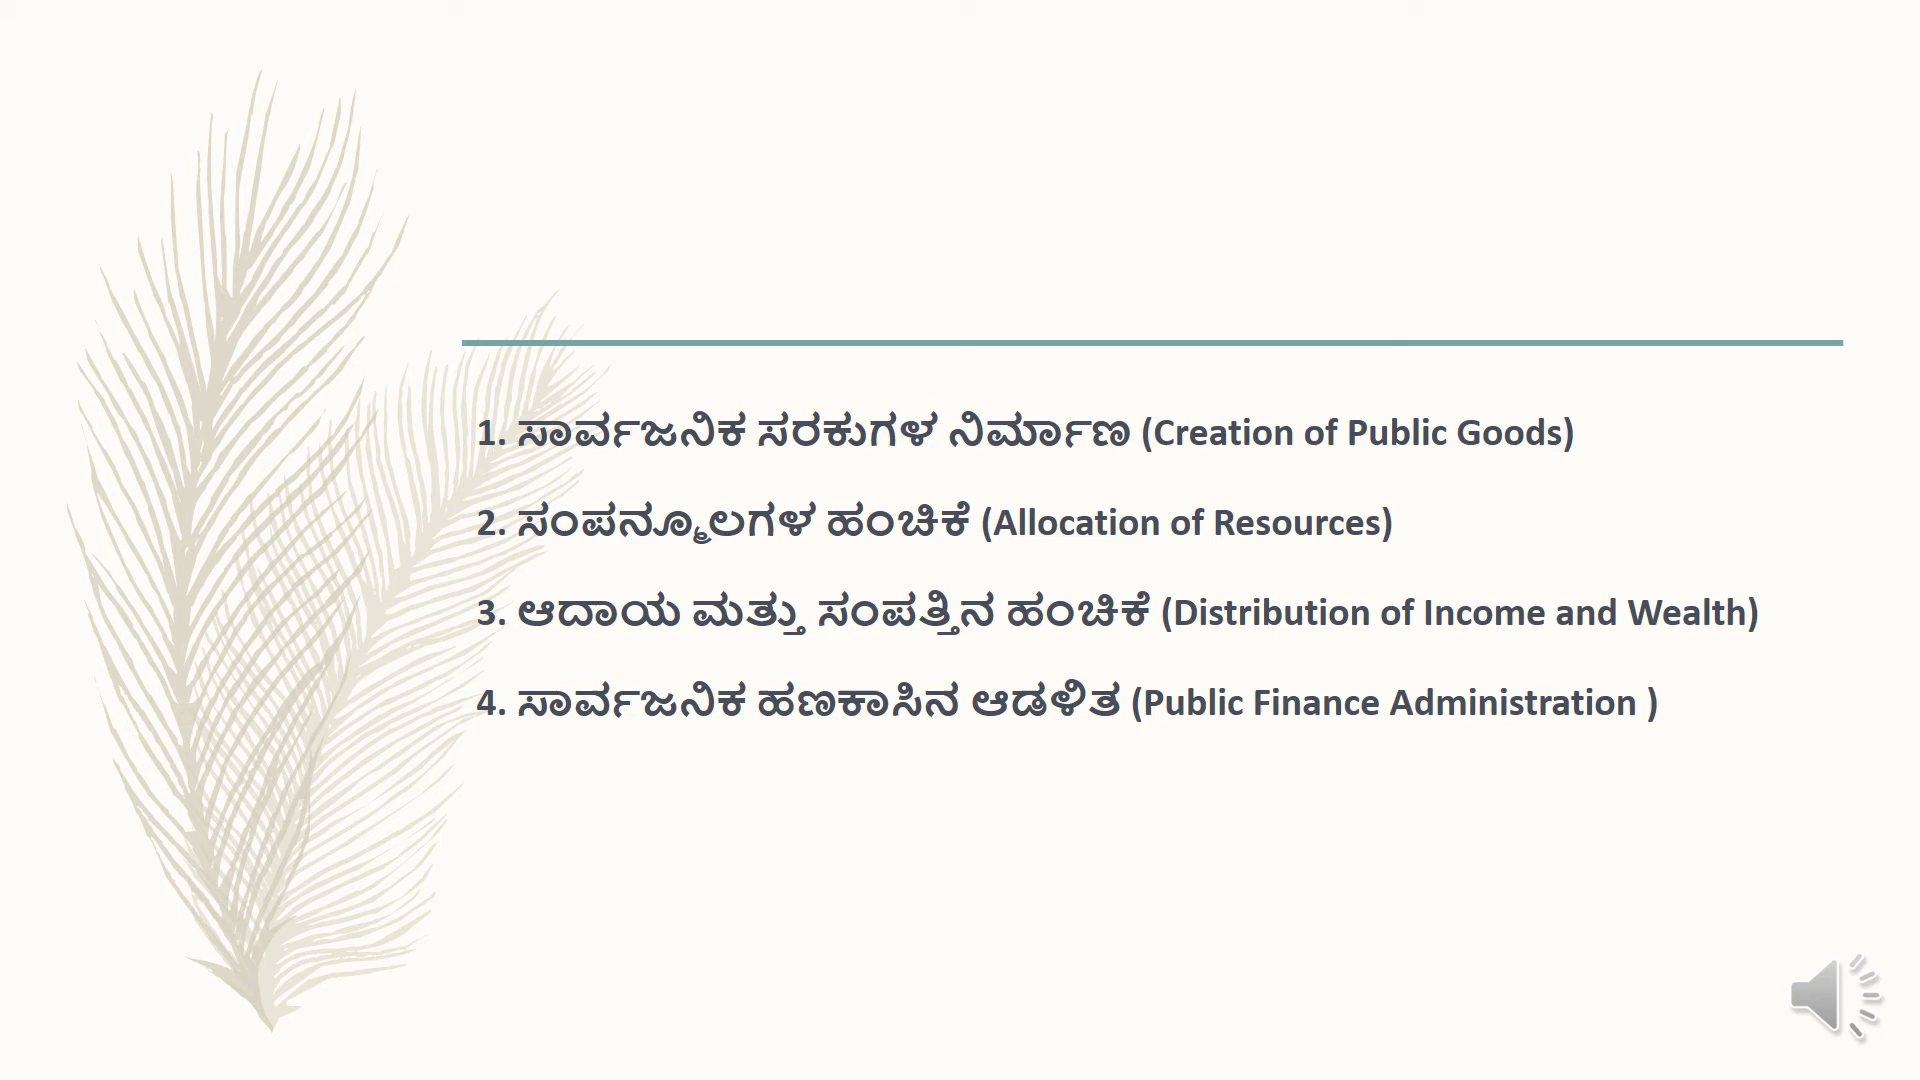 1. ಸಾರ್ವಜನಿಕ ಸರಕುಗಳ ನಿರ್ಮಾಣ (Creation of Public Goods)
2. ಸಂಪನ್ಮೂಲಗಳ ಹಂಚಿಕೆ (Allocation of Resources)
3. ಆದಾಯ ಮತ್ತು ಸಂಪತ್ತಿನ ಹಂಚಿಕೆ (Distribution of Income and Wealth)
4. ಸಾರ್ವಜನಿಕ ಹಣಕಾಸಿನ ಆಡಳಿತ (Public Finance Administration )